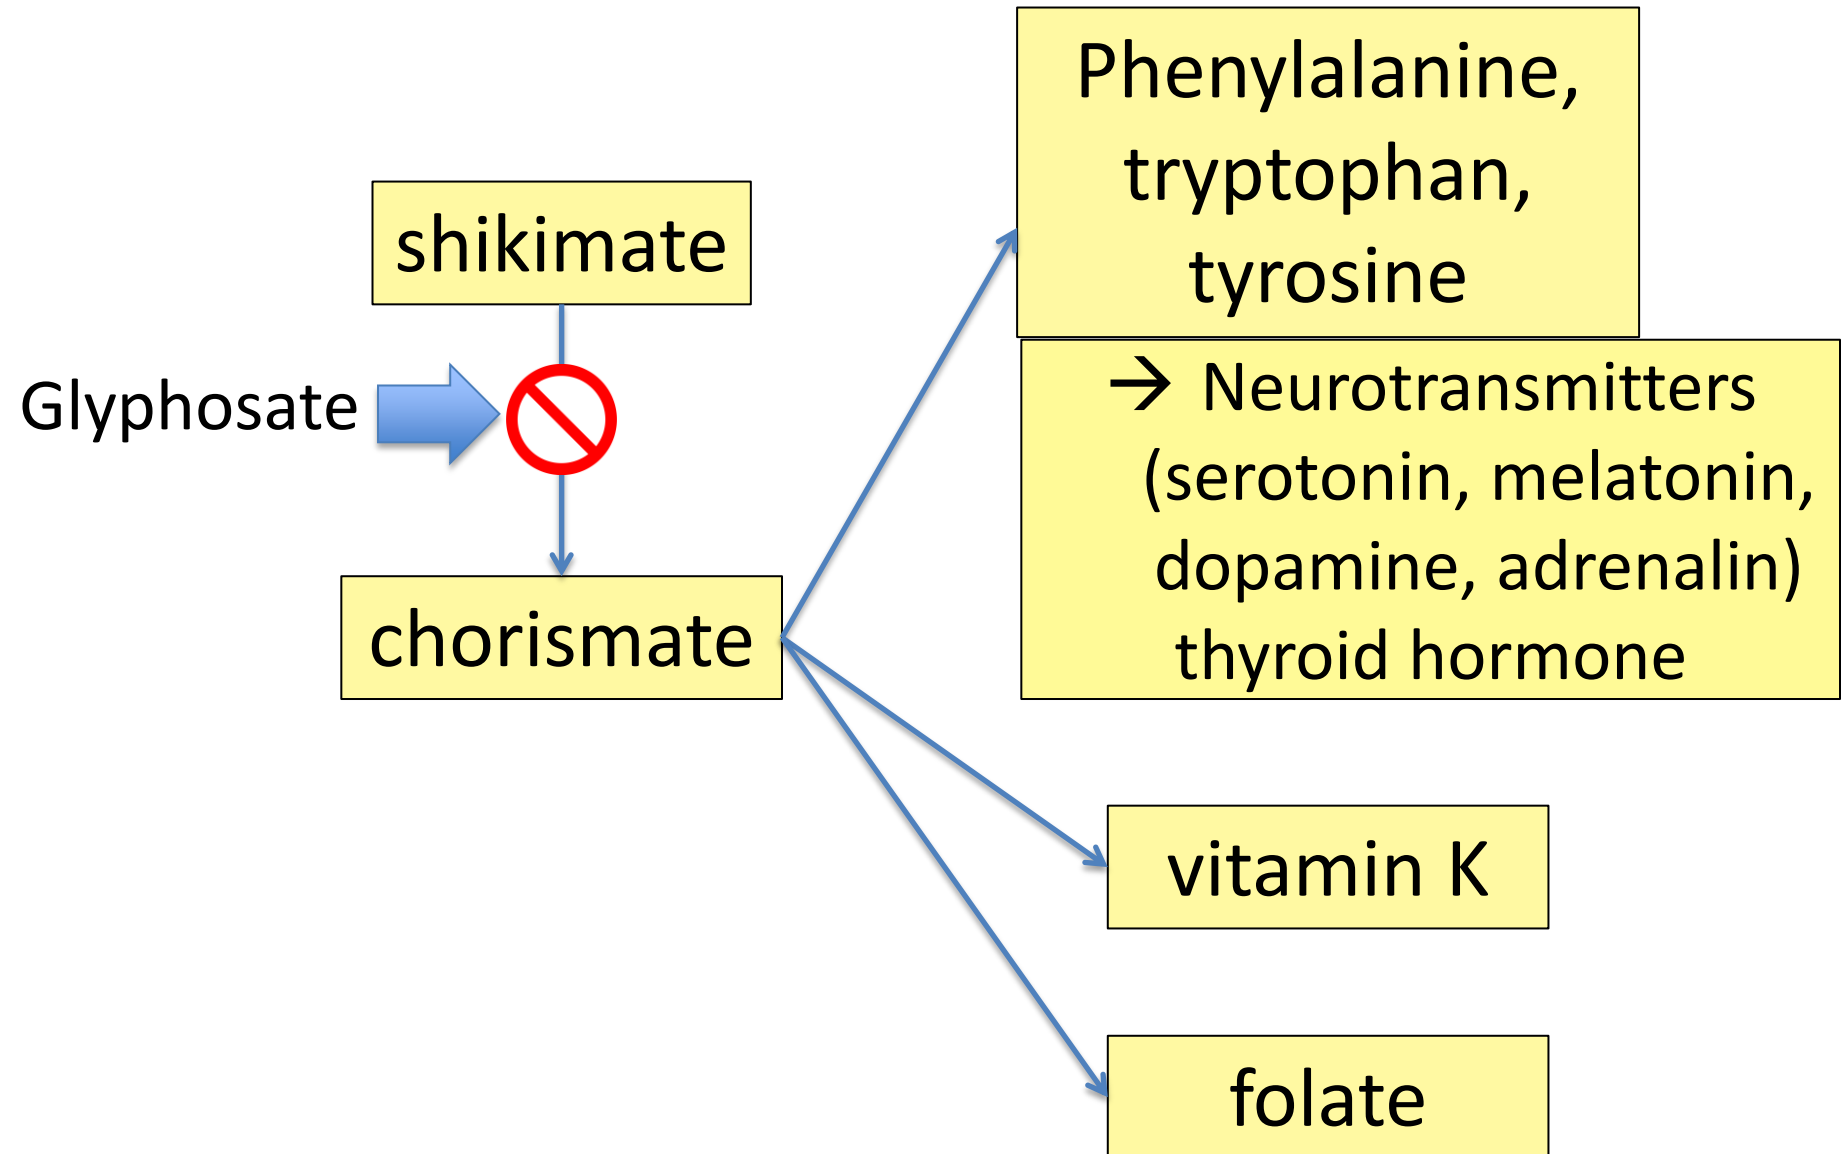 shikimate
Glyphosate
chorismate
Phenylalanine,
tryptophan,
tyrosine
→ Neurotransmitters
(serotonin, melatonin,
dopamine, adrenalin)
thyroid hormone
vitamin K
folate